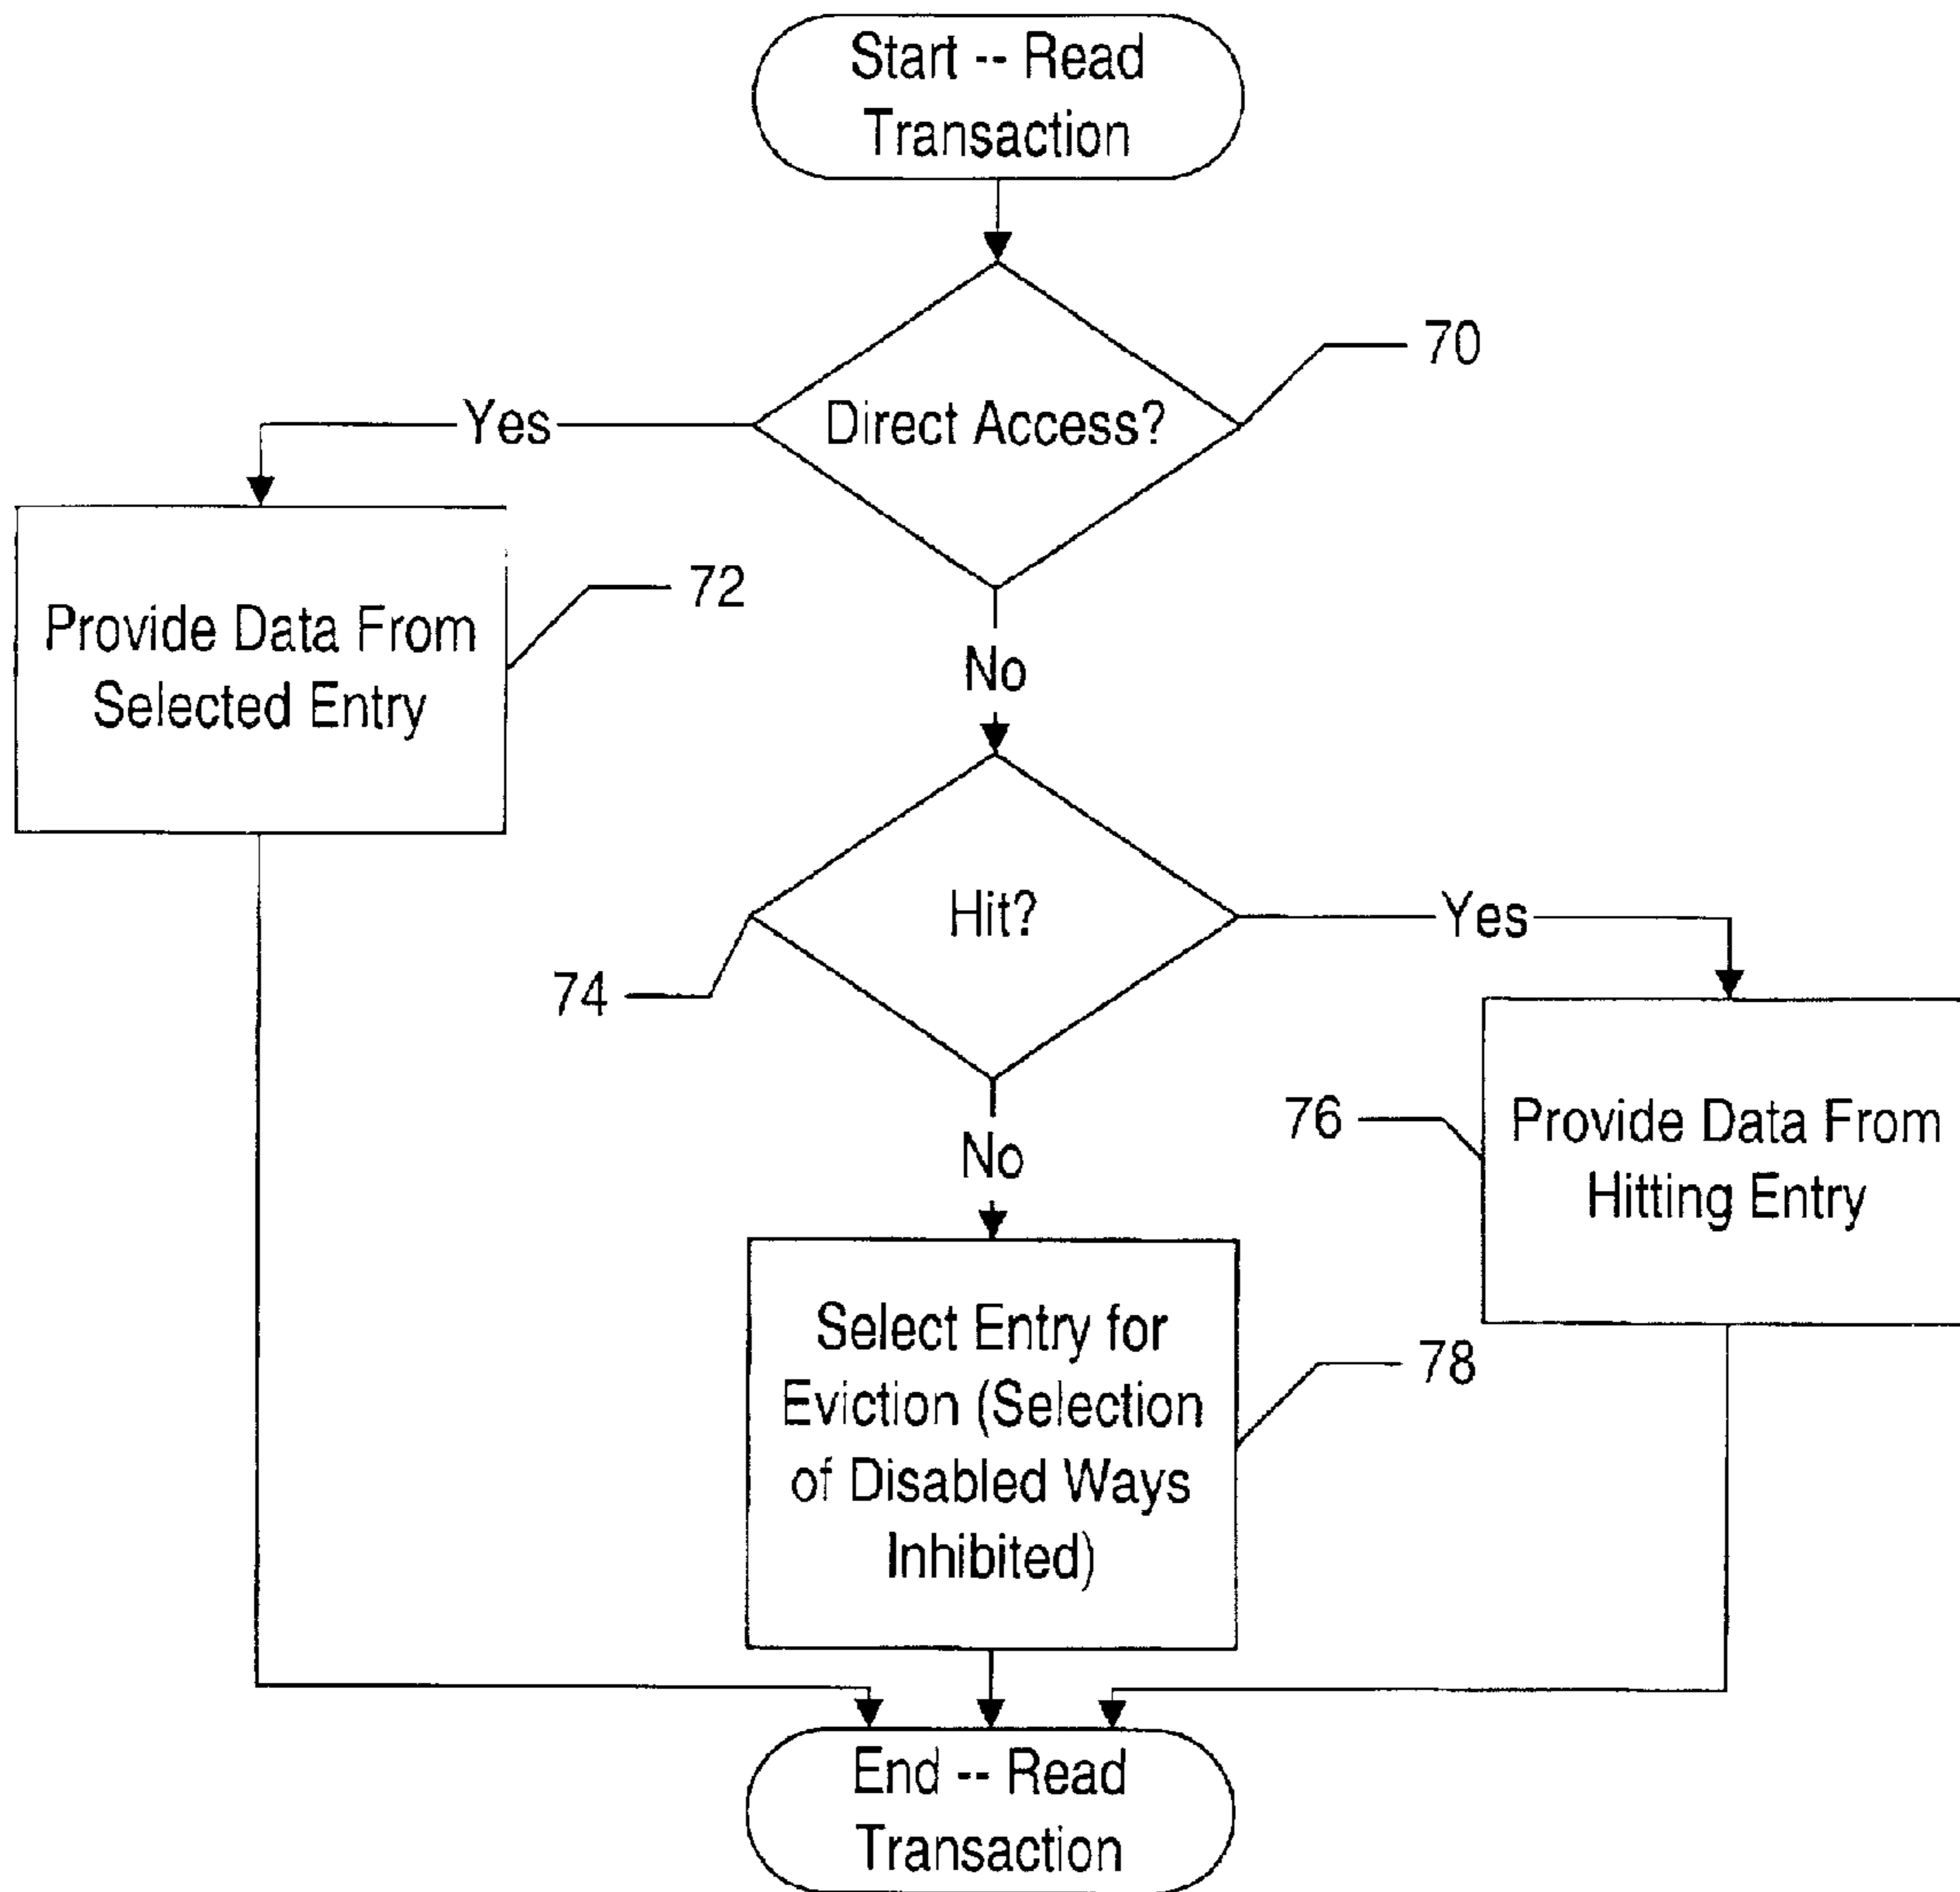 Start -- Read
Transaction
70
Direct Access?
Yes
72
Provide Data From
Selected Entry
No
Hit?
Yes
74
76
Provide Data From
Hitting Entry
No
Select Entry for
Eviction (Selection
of Disabled Ways
Inhibited)
78
End -- Read
Transaction